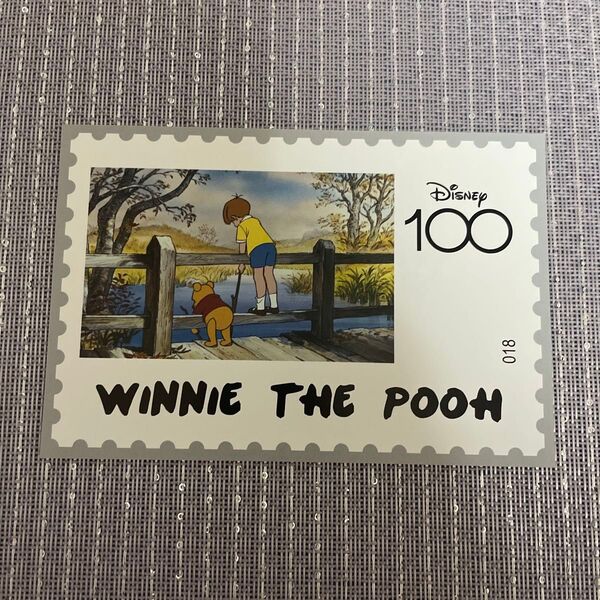 Disney
100
018
WINNIE THE POOH